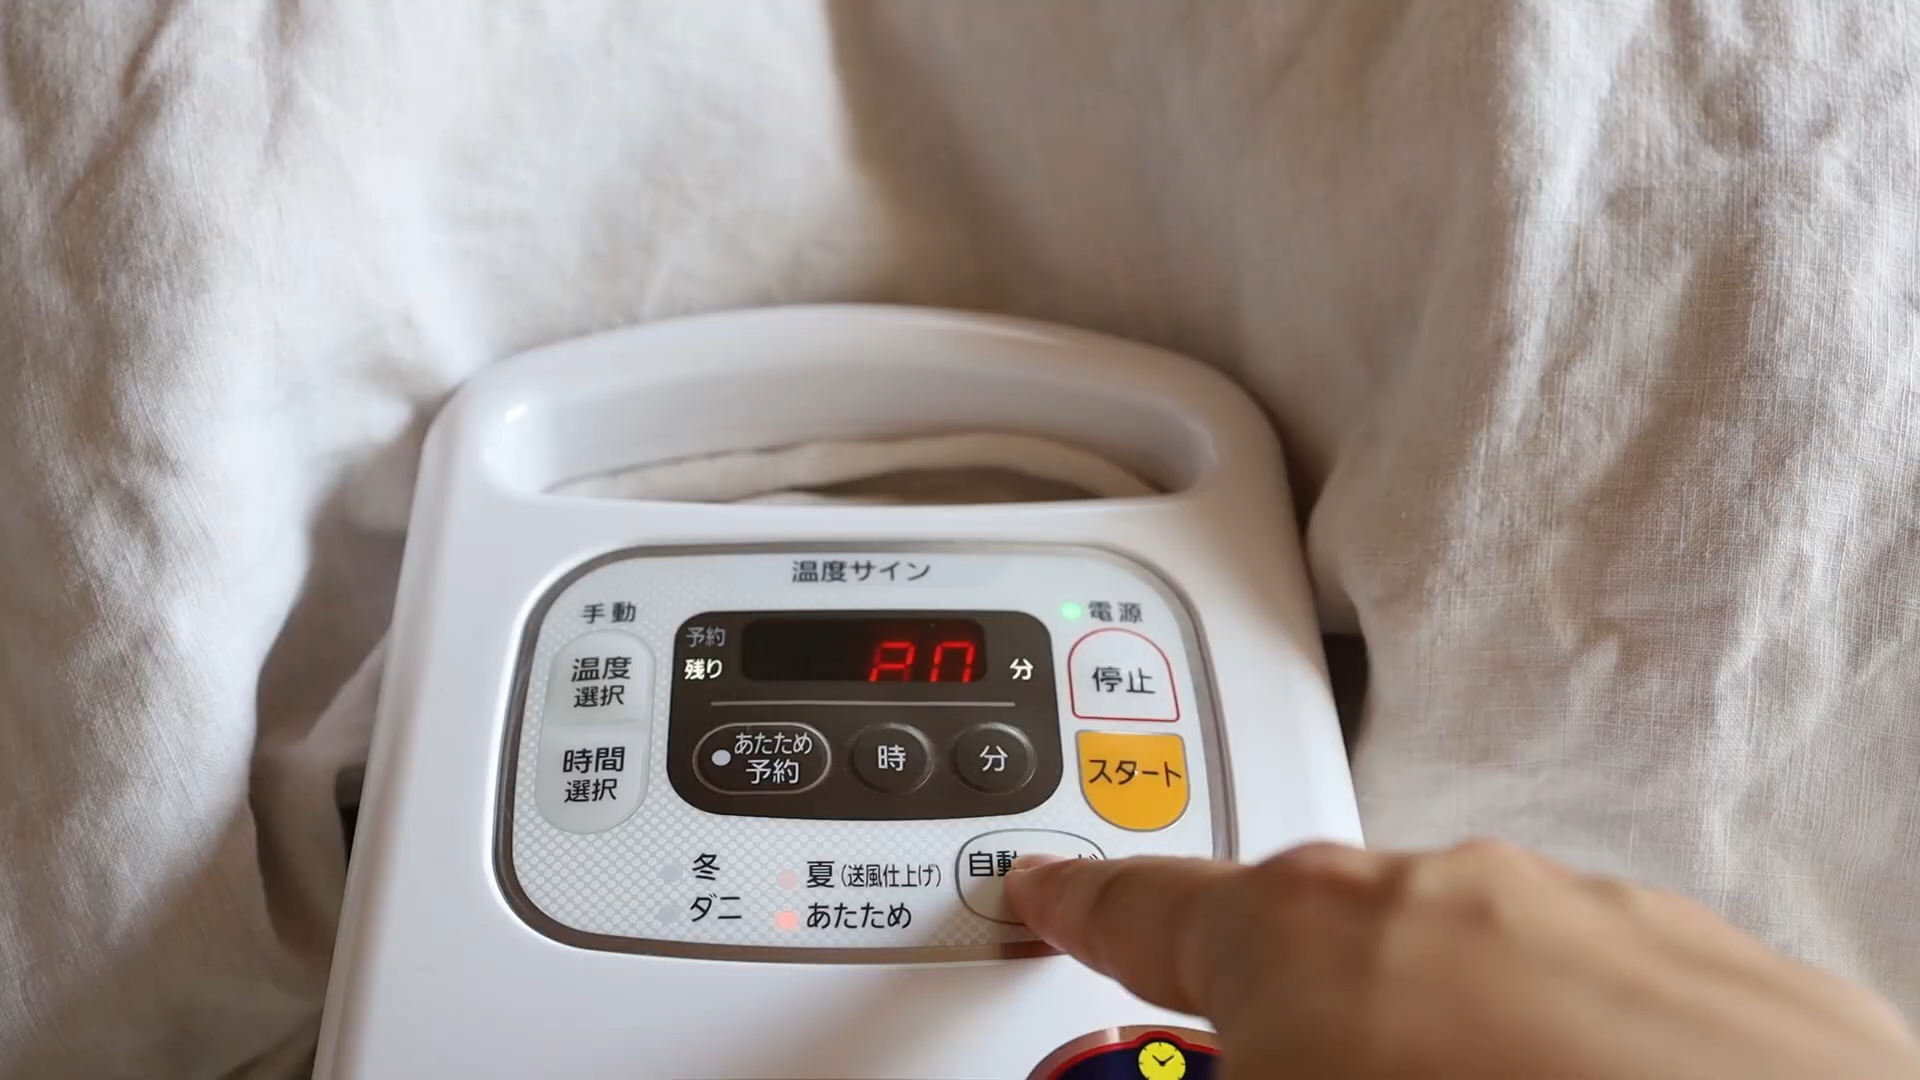 温度サイン
手動
電源
予約
残り
分
温度
選択
停止
あたため
予約
時
分
時間
選択
スタート
冬
夏(送風仕上げ)
自動
ダニ
あたため